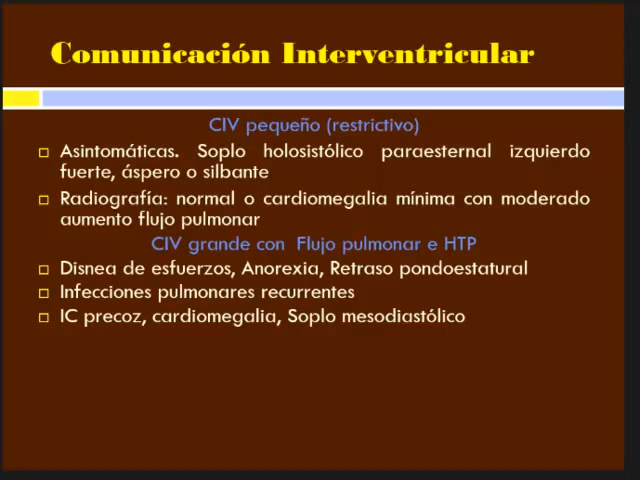 Comunicación Interventricular
CIV pequeño (restrictivo)
Asintomáticas. Soplo holosistólico paraesternal izquierdo
fuerte, áspero o silbante
Radiografía: normal o cardiomegalia mínima con moderado
aumento flujo pulmonar
CIV grande con Flujo pulmonar e HTP
Disnea de esfuerzos, Anorexia, Retraso pondoestatural
Infecciones pulmonares recurrentes
IC precoz, cardiomegalia, Soplo mesodiastólico